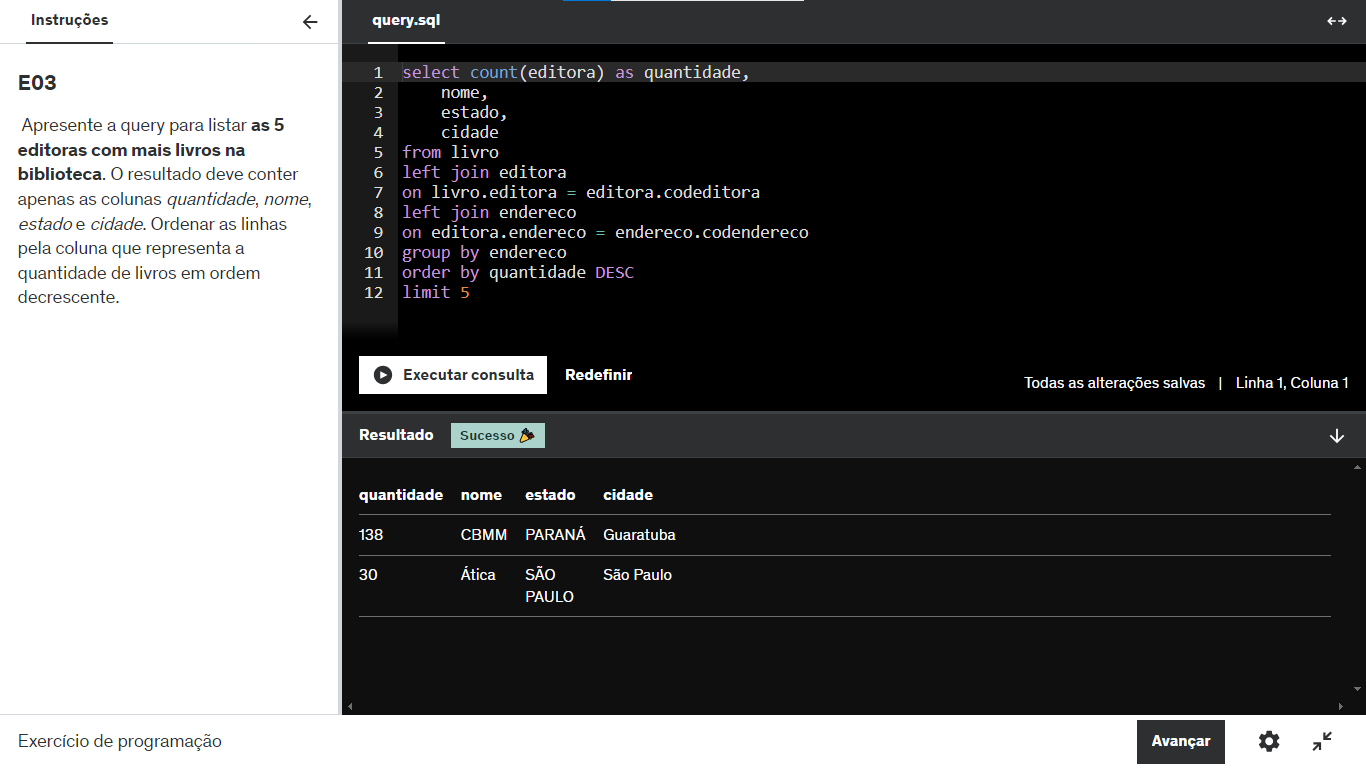 Instruções
E03
Apresente a query para listar as 5
editoras com mais livros na
biblioteca. O resultado deve conter
apenas as colunas quantidade, nome,
estado e cidade. Ordenar as linhas
pela coluna que representa a
quantidade de livros em ordem
decrescente.
query.sql
1 select count(editora) as quantidade,
2 nome,
3 estado,
4 cidade
5 from livro
6 left join editora
7 on livro.editora = editora.codeditora
8 left join endereco
9 on editora.endereco = endereco.codendereco
10 group by endereco
11 order by quantidade DESC
12 limit 5
Executar consulta Redefinir
Todas as alterações salvas | Linha 1, Coluna 1
Resultado Sucesso
quantidade nome estado cidade
138 CBMM PARANÁ Guaratuba
30 Ática SÃO São Paulo
PAULO
Exercício de programação
Avançar